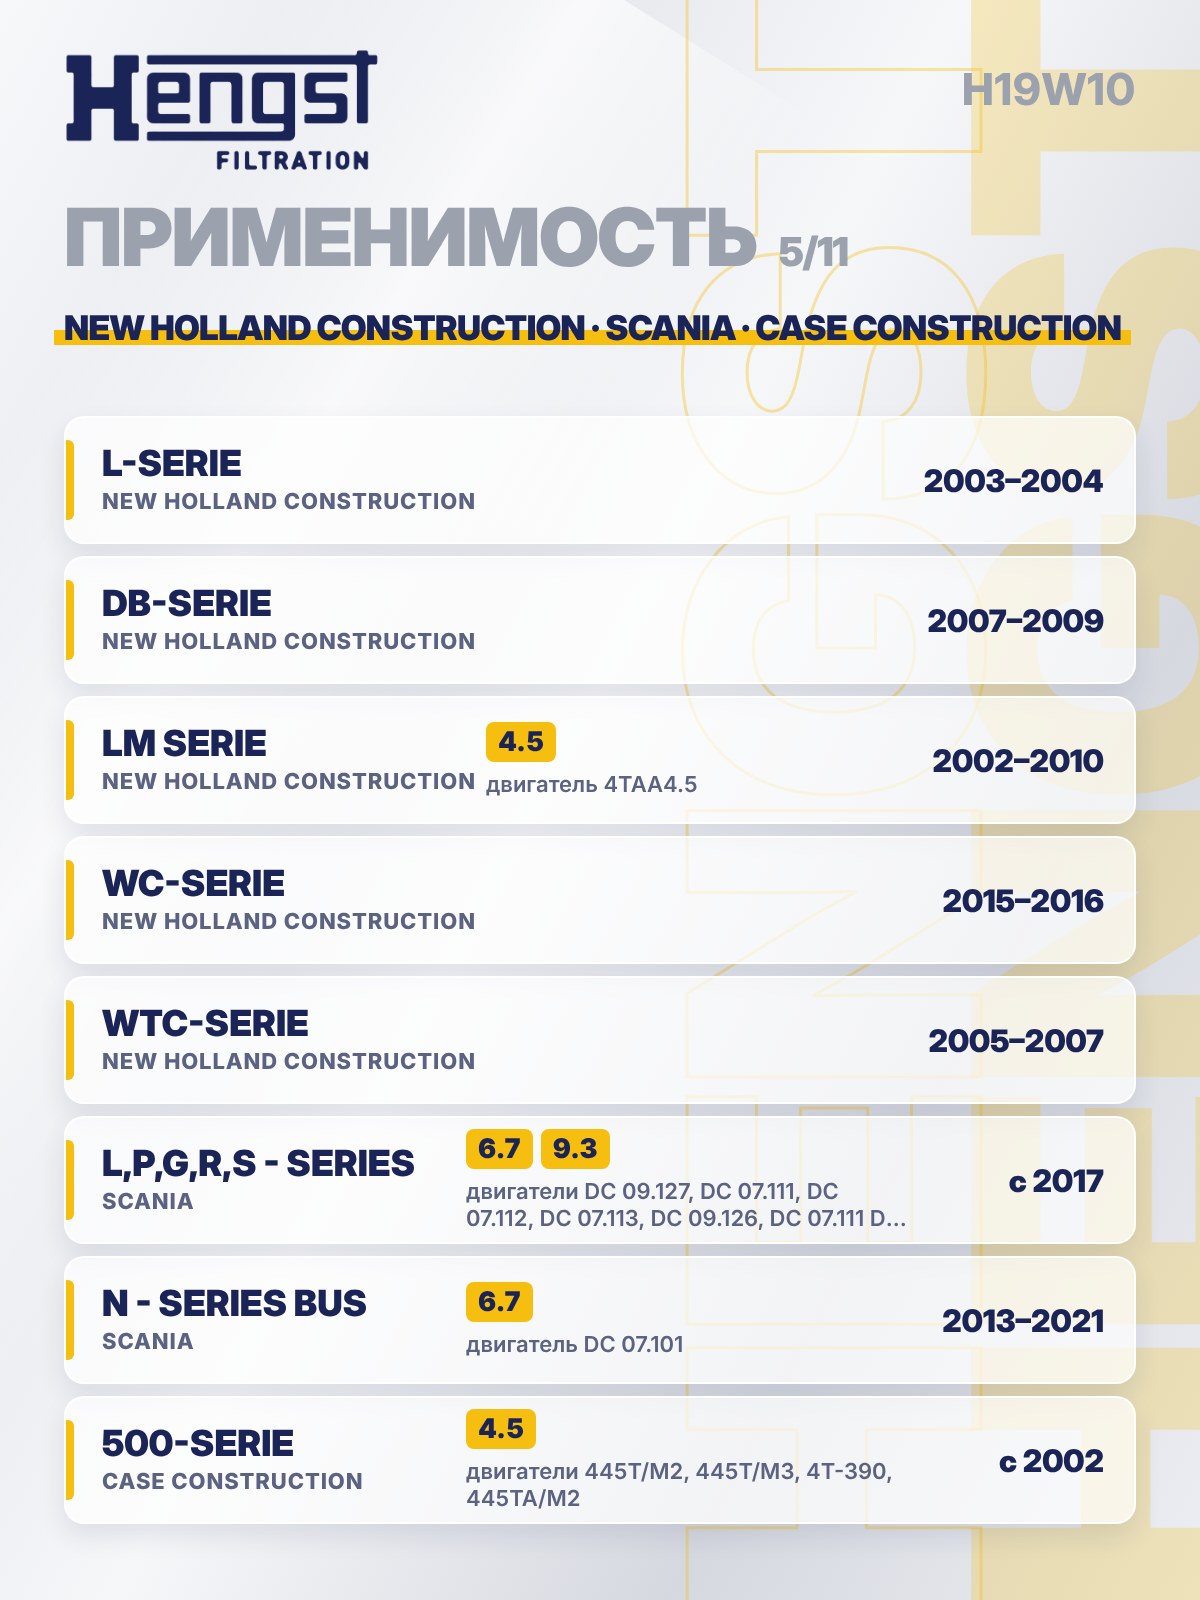 Hengst
FILTRATION
H19W10
ПРИМЕНИМОСТЬ 5/11
NEW HOLLAND CONSTRUCTION · SCANIA · CASE CONSTRUCTION
L-SERIE
NEW HOLLAND CONSTRUCTION
2003–2004
DB-SERIE
NEW HOLLAND CONSTRUCTION
2007–2009
LM SERIE
NEW HOLLAND CONSTRUCTION
4.5
двигатель 4TAA4.5
2002–2010
WC-SERIE
NEW HOLLAND CONSTRUCTION
2015–2016
WTC-SERIE
NEW HOLLAND CONSTRUCTION
2005–2007
L,P,G,R,S - SERIES
SCANIA
6.7 9.3
двигатели DC 09.127, DC 07.111, DC
07.112, DC 07.113, DC 09.126, DC 07.111 D...
с 2017
N - SERIES BUS
SCANIA
6.7
двигатель DC 07.101
2013–2021
500-SERIE
CASE CONSTRUCTION
4.5
двигатели 445T/M2, 445T/M3, 4T-390,
445TA/M2
с 2002
HENGST
HENGST